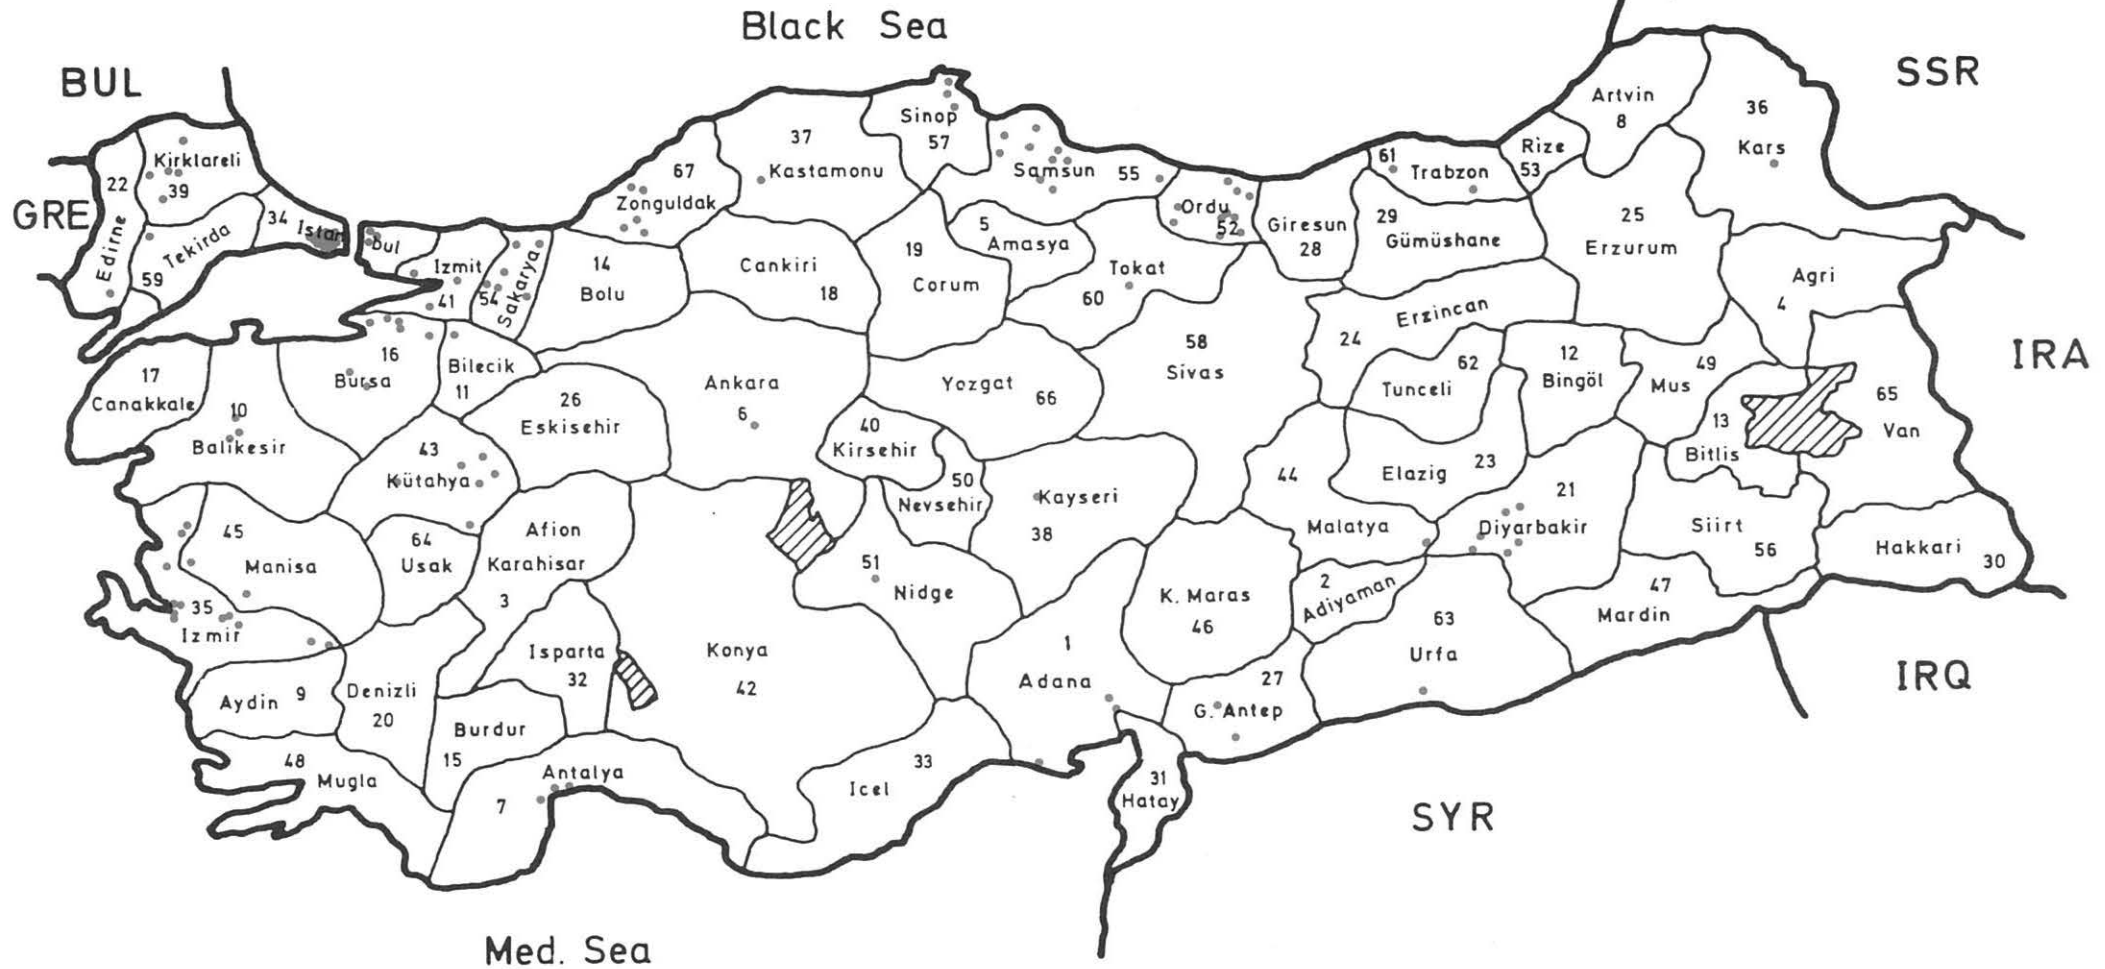 Black Sea
BUL
SSR
GRE
IRA
IRQ
SYR
Med. Sea
22
Edirne
Kirklareli
39
59
Tekirda
34
Istan
bul
Izmit
41
54
Sakarya
67
Zonguldak
14
Bolu
37
Kastamonu
Cankiri
18
Sinop
57
Samsun
55
19
Corum
5
Amasya
Tokat
60
Ordu
52
Giresun
28
61
Trabzon
29
Gümüshane
Rize
53
Artvin
8
36
Kars
25
Erzurum
Agri
4
17
Canakkale
10
Balikesir
16
Bursa
Bilecik
11
26
Eskisehir
43
Kütahya
Ankara
6
40
Kirsehir
Yozgat
66
58
Sivas
24
Erzincan
Tunceli
62
12
Bingöl
49
Mus
13
Bitlis
65
Van
45
Manisa
64
Usak
Afion
Karahisar
3
50
Nevsehir
Kayseri
38
51
Nidge
44
Malatya
Elazig
23
21
Diyarbakir
Siirt
56
Hakkari
30
35
Izmir
Aydin
9
Denizli
20
Isparta
32
Burdur
15
48
Mugla
7
Antalya
Konya
42
Icel
33
1
Adana
K. Maras
46
2
Adiyaman
27
G. Antep
63
Urfa
47
Mardin
31
Hatay